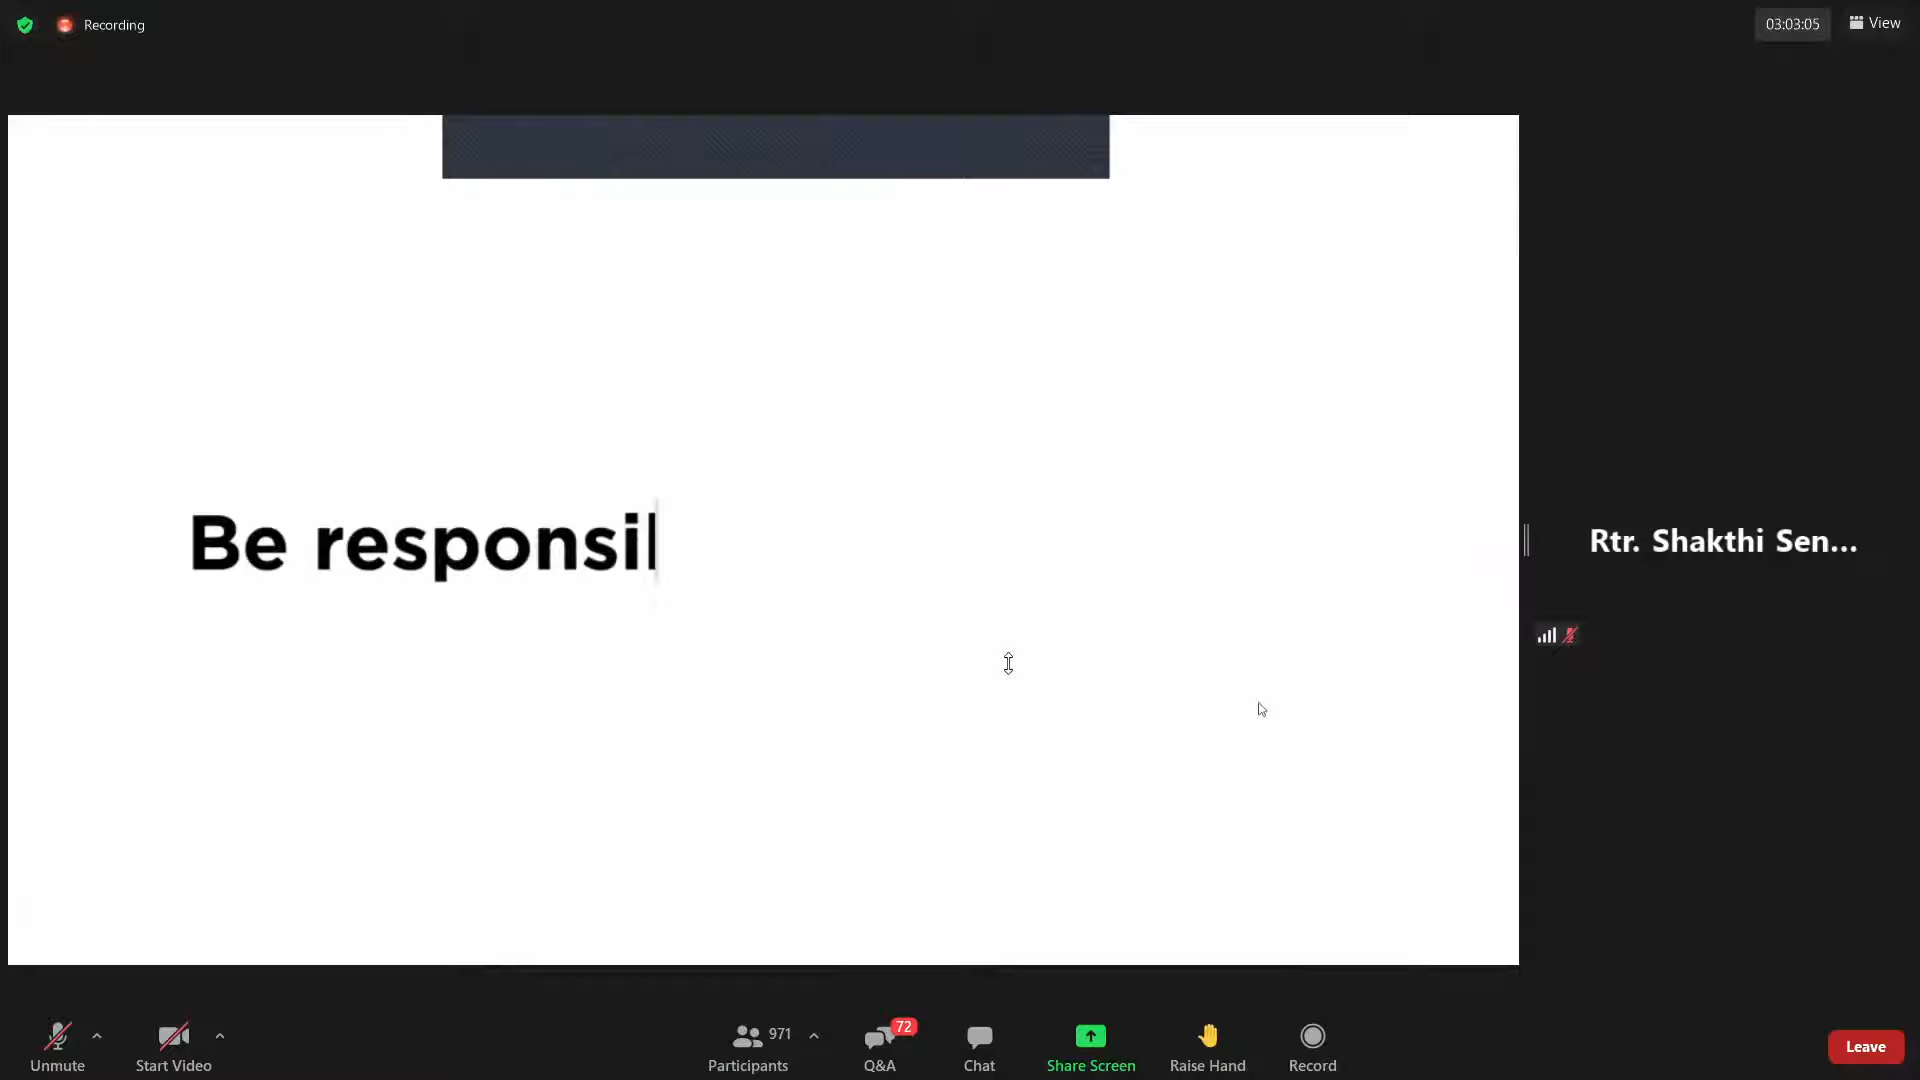 Recording
03:03:05
View
Be responsil
Rtr. Shakthi Sen...
Unmute
Start Video
971
Participants
72
Q&A
Chat
Share Screen
Raise Hand
Record
Leave